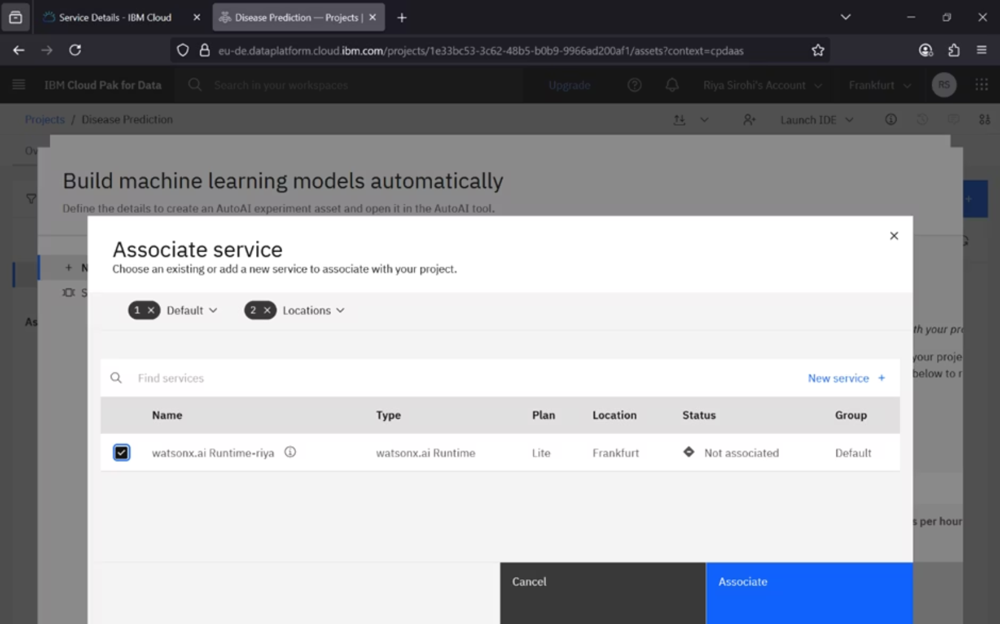 Service Details - IBM Cloud
Disease Prediction — Projects |
eu-de.dataplatform.cloud.ibm.com/projects/1e33bc53-3c62-48b5-b0b9-9966ad200af1/assets?context=cpdaas
IBM Cloud Pak for Data
Search in your workspaces
Upgrade
Riya Sirohi's Account
Frankfurt
RS
Projects / Disease Prediction
Launch IDE
Ov
Build machine learning models automatically
Define the details to create an AutoAI experiment asset and open it in the AutoAI tool.
+ N
S
As
Associate service
Choose an existing or add a new service to associate with your project.
1 × Default
2 × Locations
th your pro
your proje
below to r
Find services
New service +
Name Type Plan Location Status Group
watsonx.ai Runtime-riya watsonx.ai Runtime Lite Frankfurt Not associated Default
s per hour
Cancel
Associate